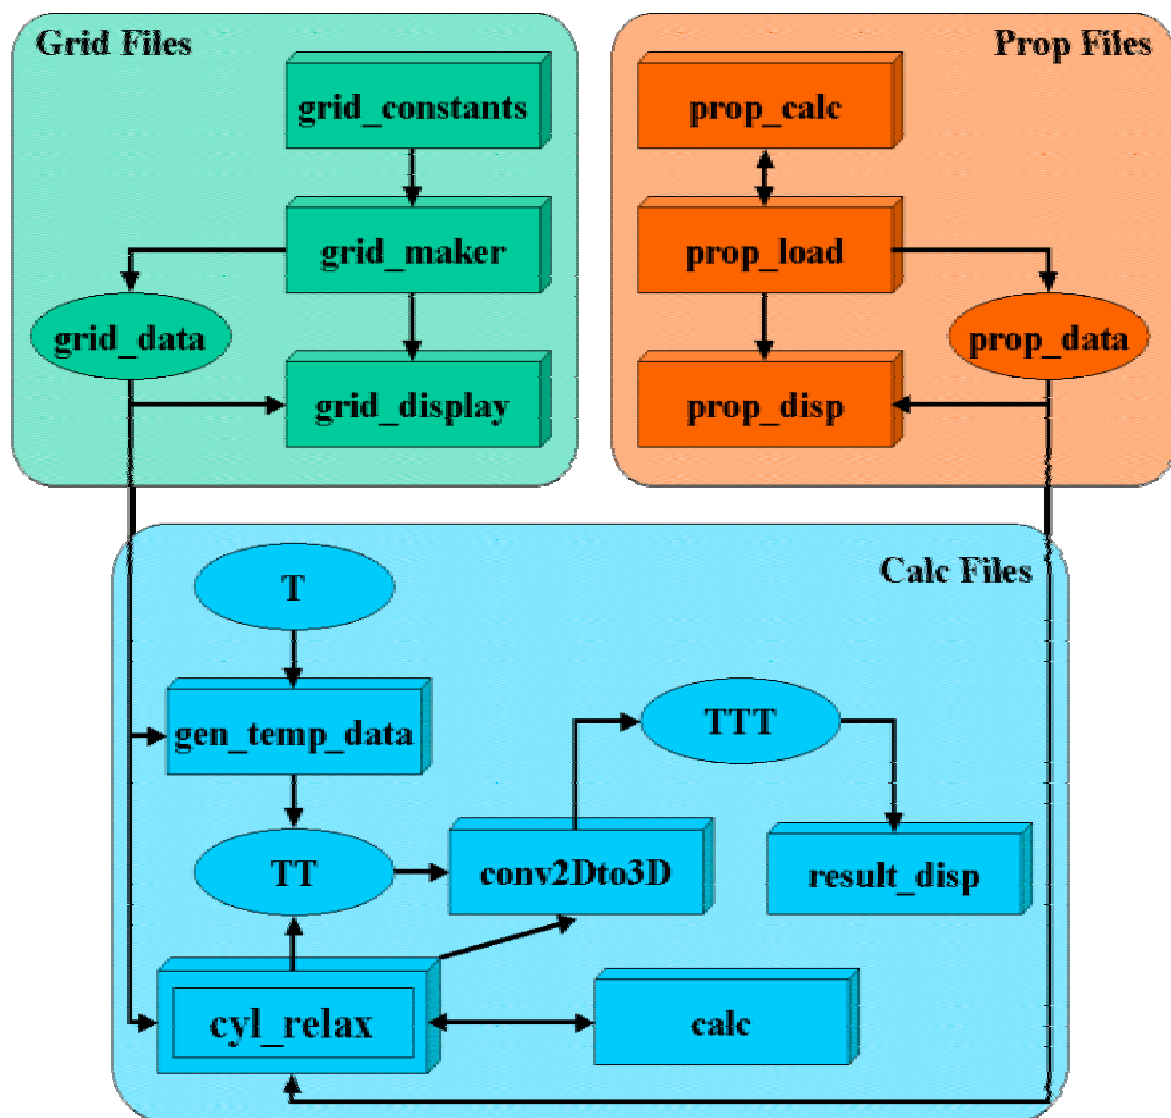 Grid Files
grid_constants
grid_maker
grid_data
grid_display
Prop Files
prop_calc
prop_load
prop_data
prop_disp
Calc Files
T
gen_temp_data
TTT
TT
conv2Dto3D
result_disp
cyl_relax
calc